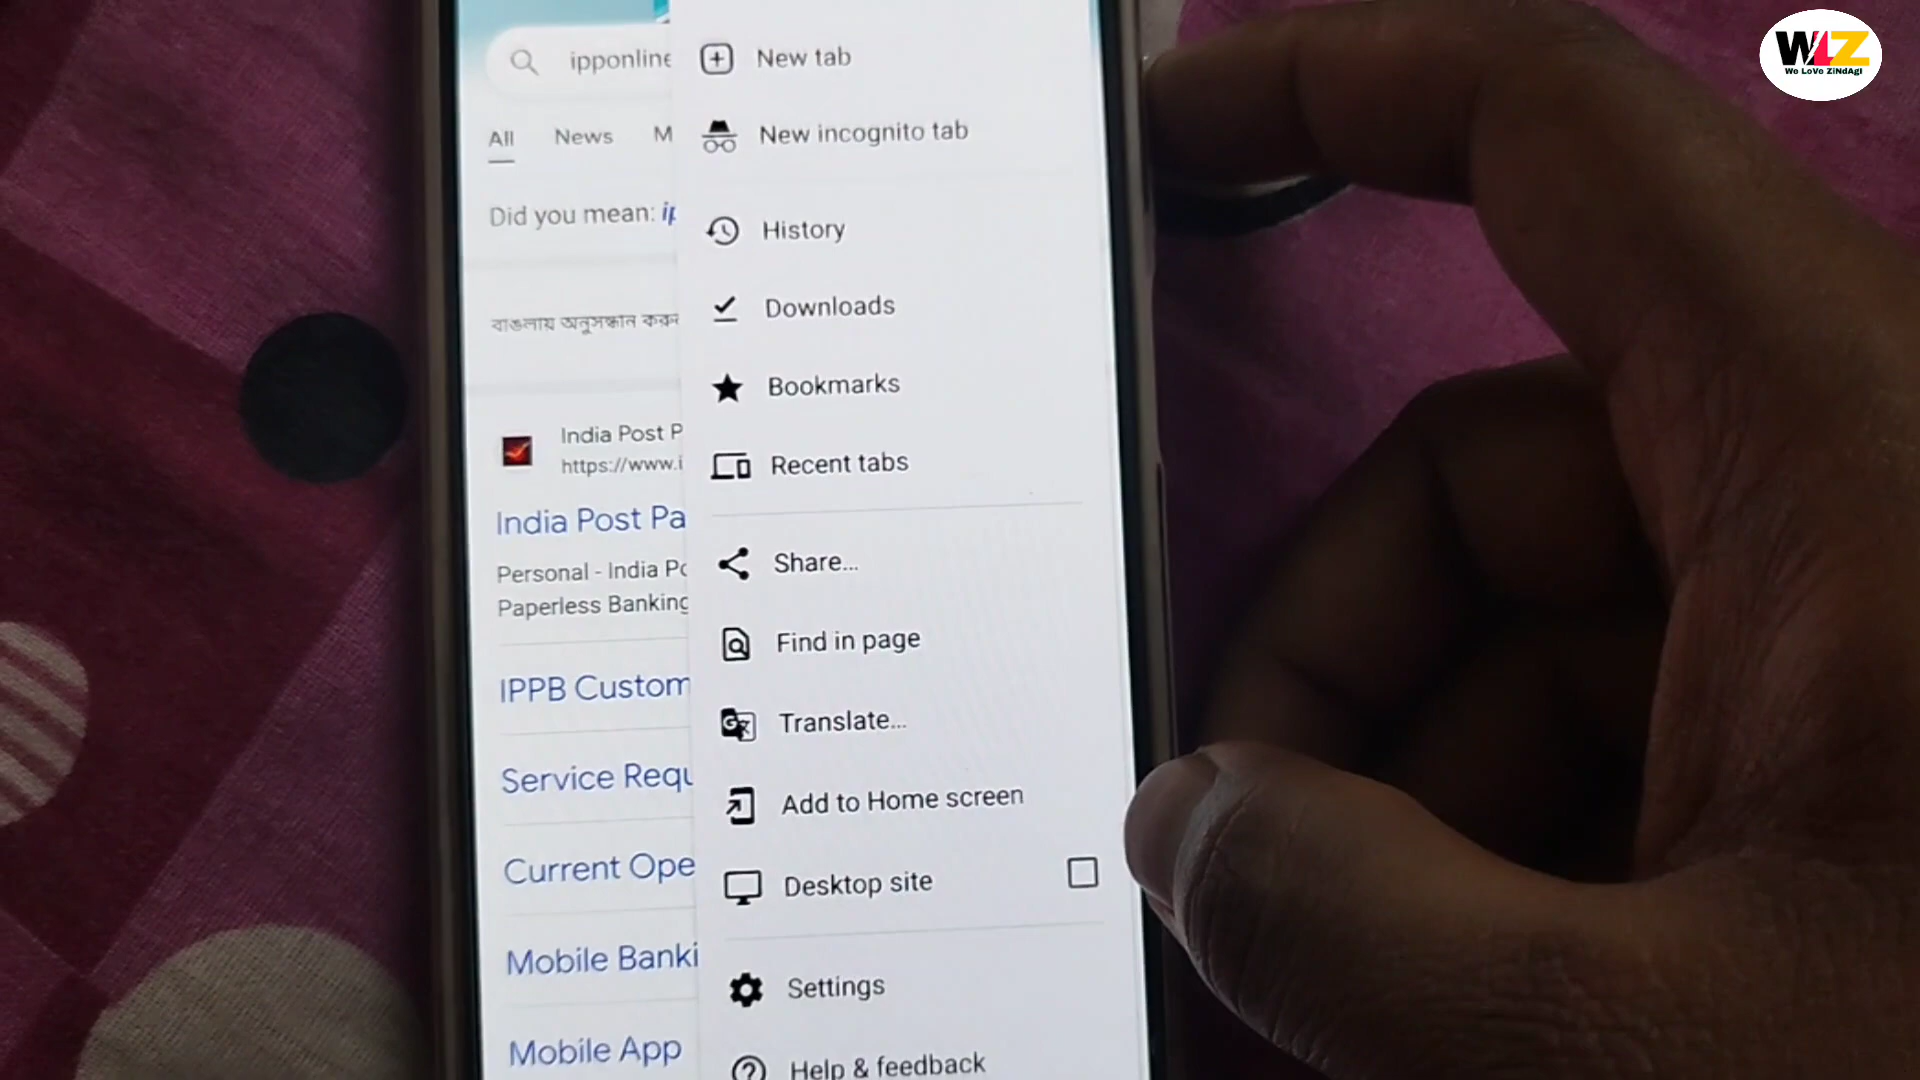 WLZ
We LoVe ZiNdAgI
ipponline
All News M
Did you mean: ip
বাঙলায় অনুসন্ধান করুন
India Post P
https://www.i
India Post Pa
Personal - India Po
Paperless Banking
IPPB Custom
Service Requ
Current Ope
Mobile Banki
Mobile App
New tab
New incognito tab
History
Downloads
Bookmarks
Recent tabs
Share...
Find in page
Translate...
Add to Home screen
Desktop site
Settings
Help & feedback